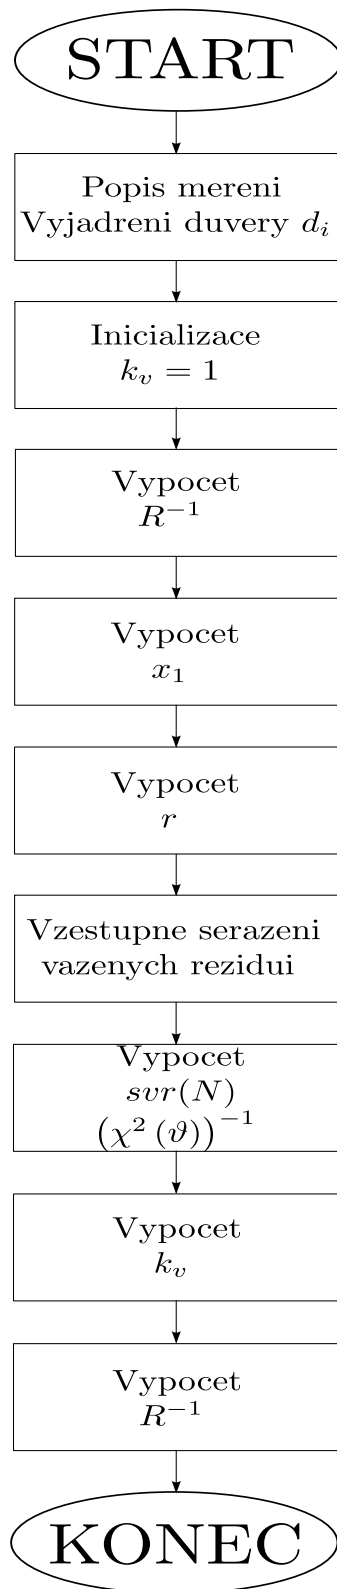 START
Popis mereni
Vyjadreni duvery $d_i$
Inicializace
$k_v = 1$
Vypocet
$R^{-1}$
Vypocet
$x_1$
Vypocet
$r$
Vzestupne serazeni
vazenych rezidui
Vypocet
$svr(N)$
$\left(\chi^2\left(\vartheta\right)\right)^{-1}$
Vypocet
$k_v$
Vypocet
$R^{-1}$
KONEC